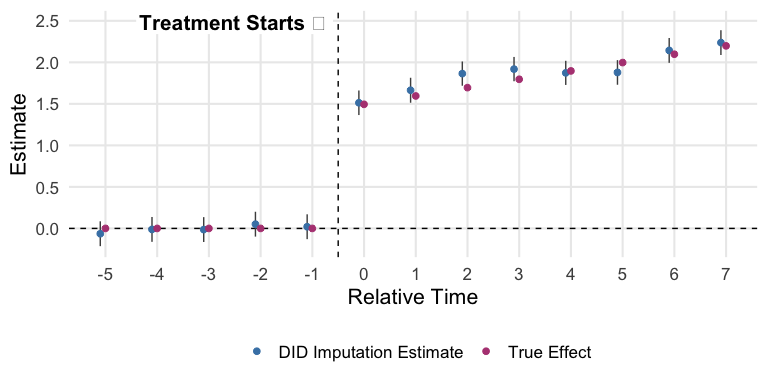 Treatment Starts
2.5
2.0
1.5
1.0
0.5
0.0
Estimate
-5 -4 -3 -2 -1 0 1 2 3 4 5 6 7
Relative Time
DID Imputation Estimate True Effect